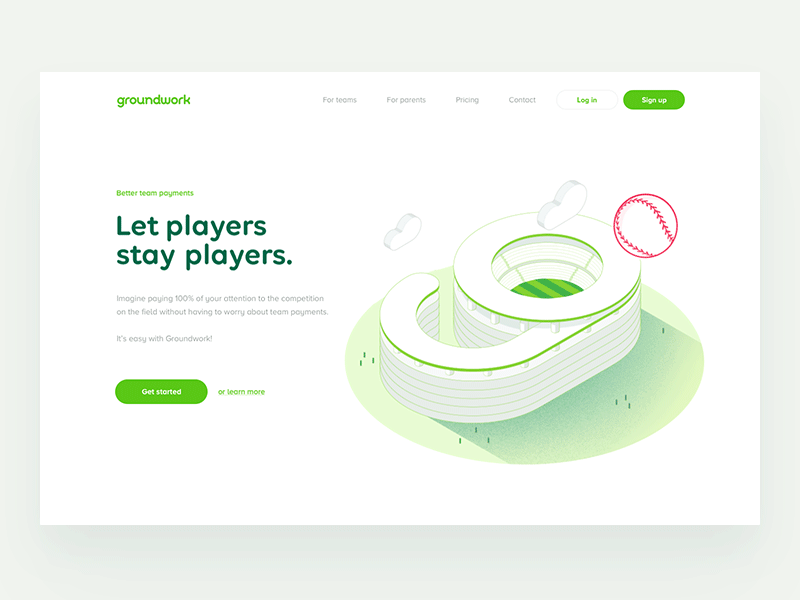 groundwork
For teams
For parents
Pricing
Contact
Log in
Sign up
Better team payments
Let players
stay players.
Imagine paying 100% of your attention to the competition
on the field without having to worry about team payments.
It's easy with Groundwork!
Get started
or learn more